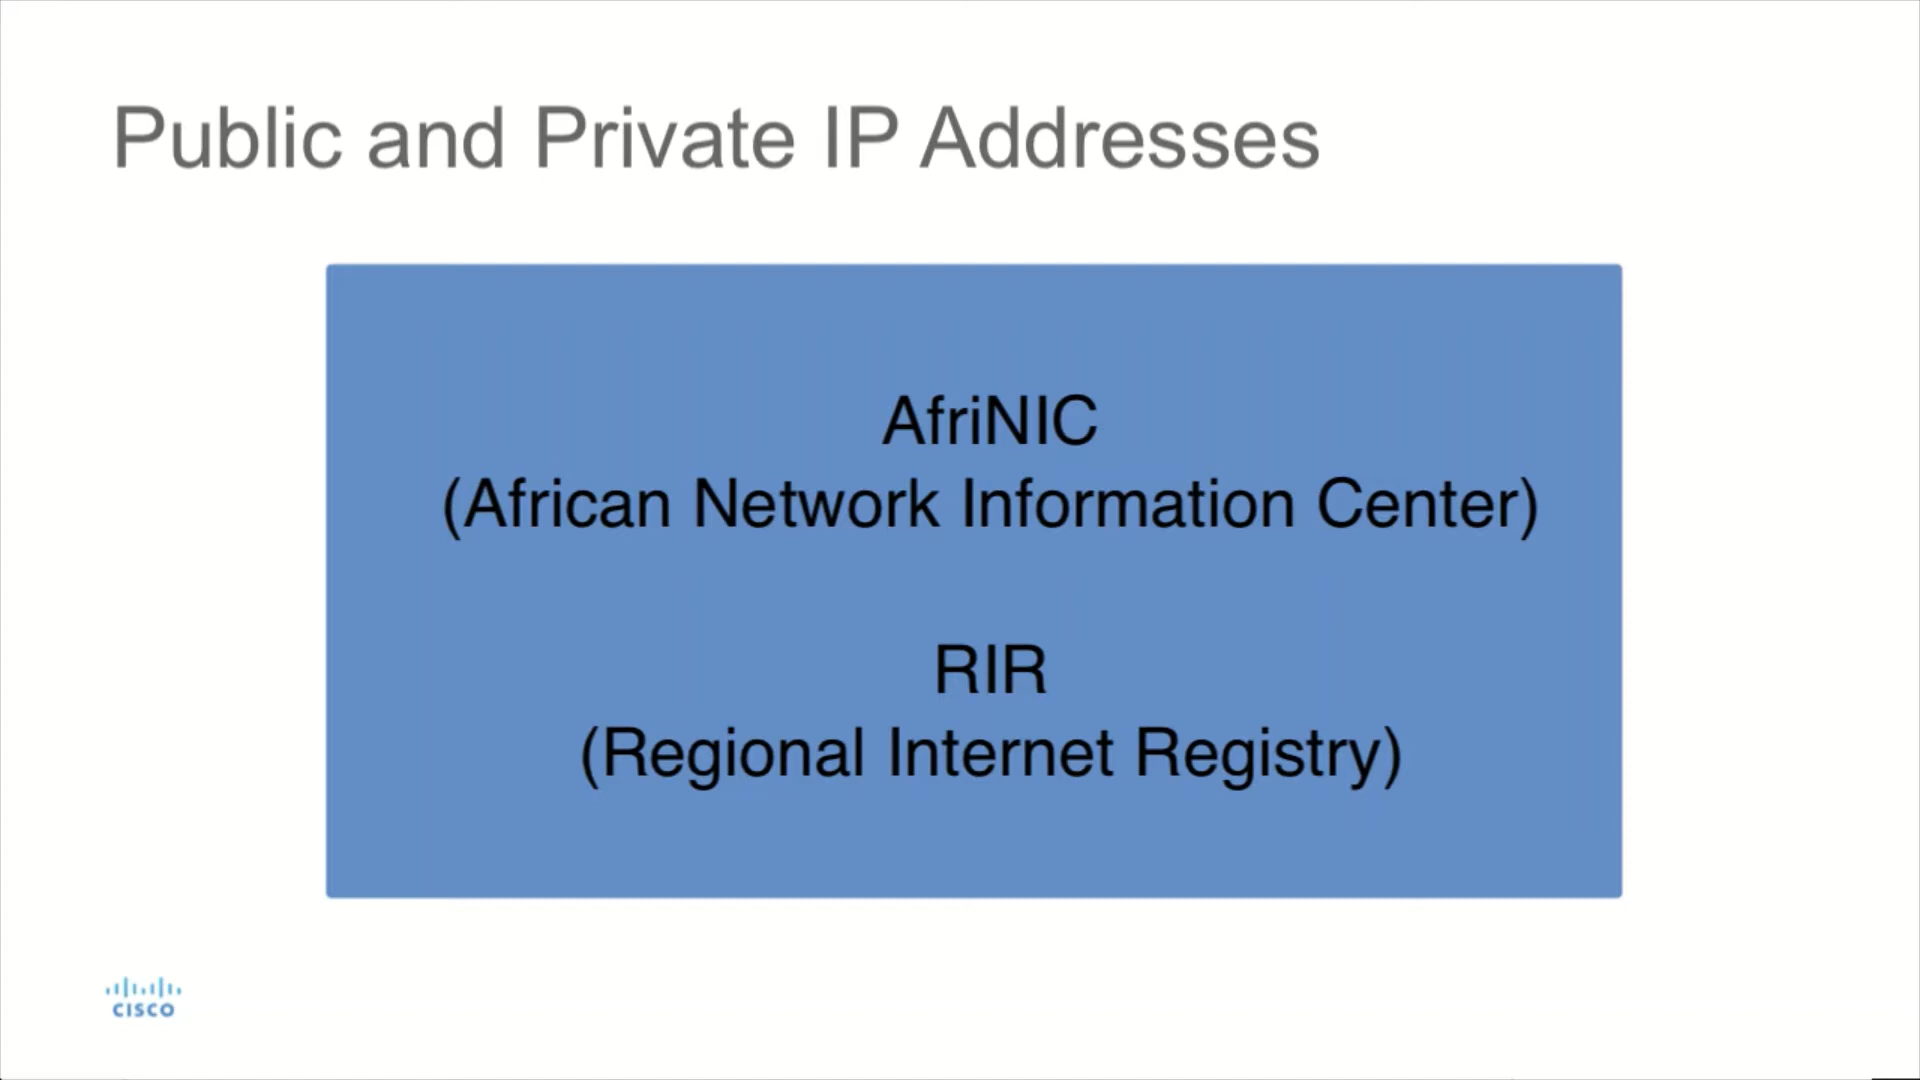 Public and Private IP Addresses
AfriNIC
(African Network Information Center)
RIR
(Regional Internet Registry)
CISCO